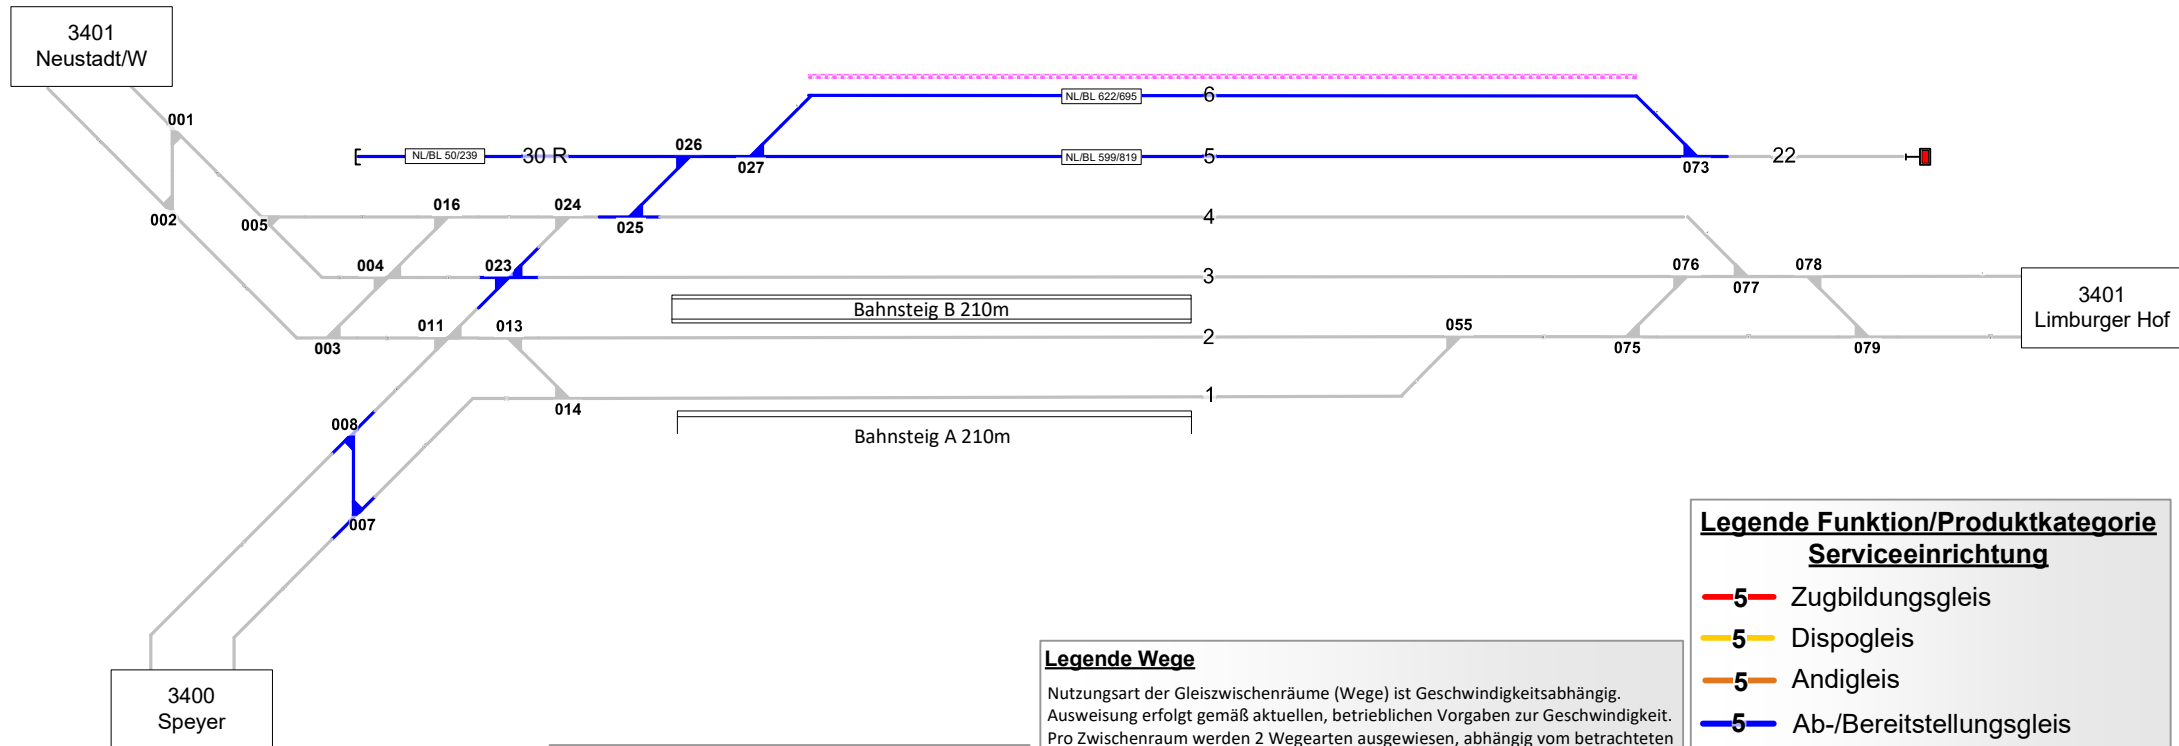 3401
Neustadt/W
001
NL/BL 622/695
6
026
NL/BL 50/239
30 R
027
NL/BL 599/819
5
073
22
002
005
016
024
025
4
004
023
3
076
077
078
3401
Limburger Hof
Bahnsteig B 210m
003
011
013
2
055
075
079
014
1
008
Bahnsteig A 210m
007
3400
Speyer
Legende Wege
Nutzungsart der Gleiszwischenräume (Wege) ist Geschwindigkeitsabhängig.
Ausweisung erfolgt gemäß aktuellen, betrieblichen Vorgaben zur Geschwindigkeit.
Pro Zwischenraum werden 2 Wegearten ausgewiesen, abhängig vom betrachteten
Legende Funktion/Produktkategorie
Serviceeinrichtung
5 Zugbildungsgleis
5 Dispogleis
5 Andigleis
5 Ab-/Bereitstellungsgleis